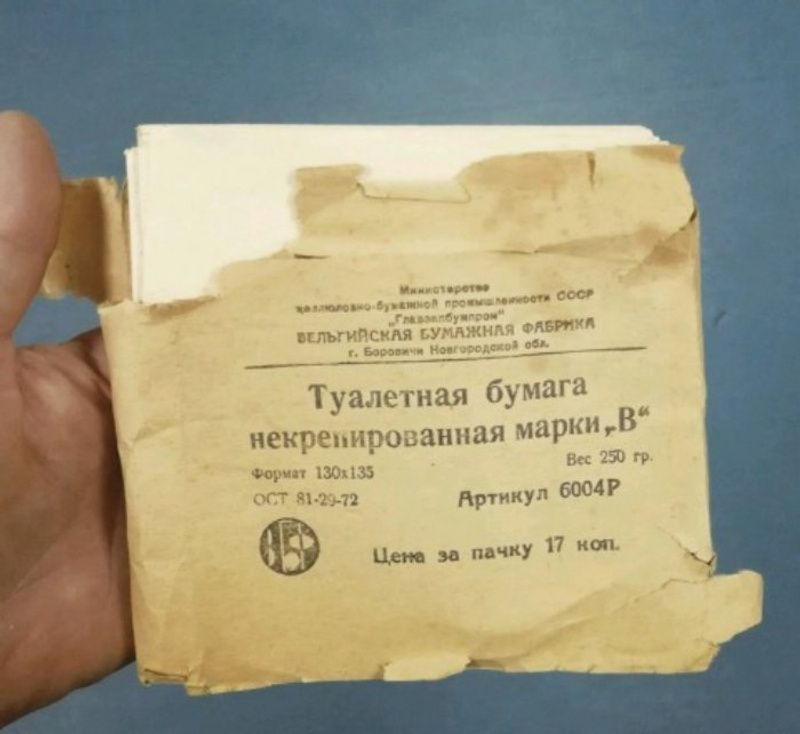 Министерство
целлюлозно-бумажной промышленности СССР
„Главзапбумпром"
ВЕЛЬГИЙСКАЯ БУМАЖНАЯ ФАБРИКА
г. Боровичи Новгородской обл.
Туалетная бумага
некрепированная марки „В“
Формат 130х135
Вес 250 гр.
ОСТ 81-29-72
Артикул 6004Р
Цена за пачку 17 коп.